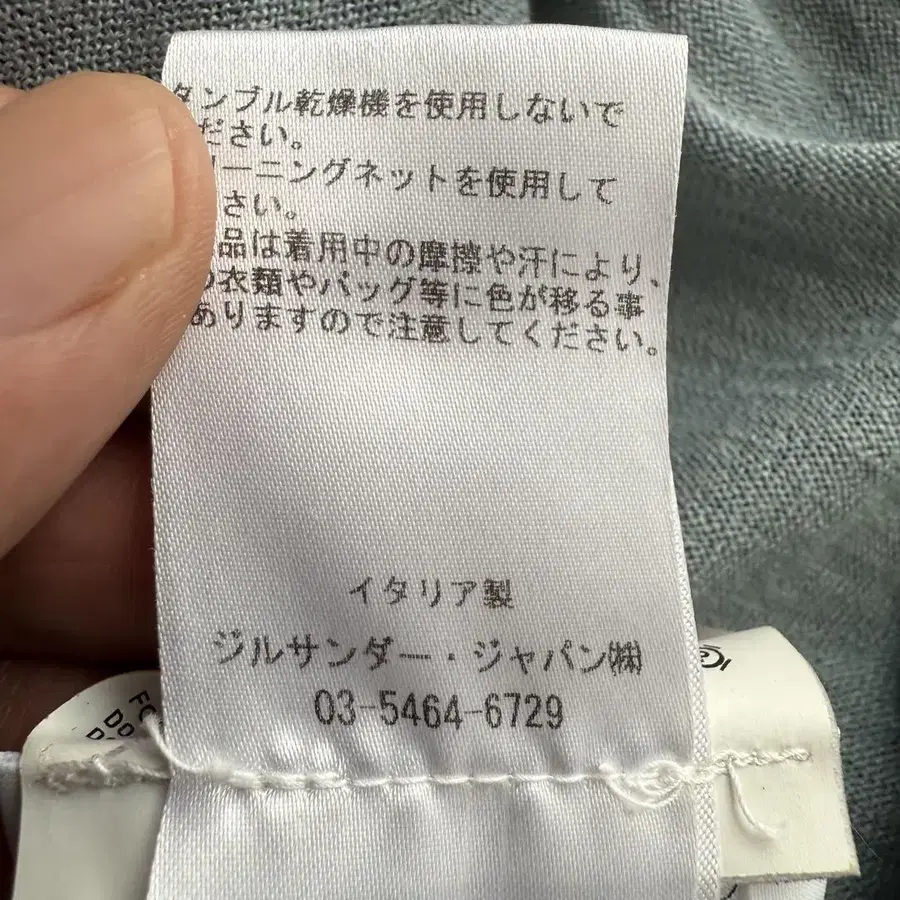 タンブル乾燥機を使用しないで
ださい。
ーニングネットを使用して
さい。
品は着用中の摩擦や汗により、
の衣類やバッグ等に色が移る事
ありますので注意してください。
イタリア製
ジルサンダー・ジャパン㈱
03-5464-6729